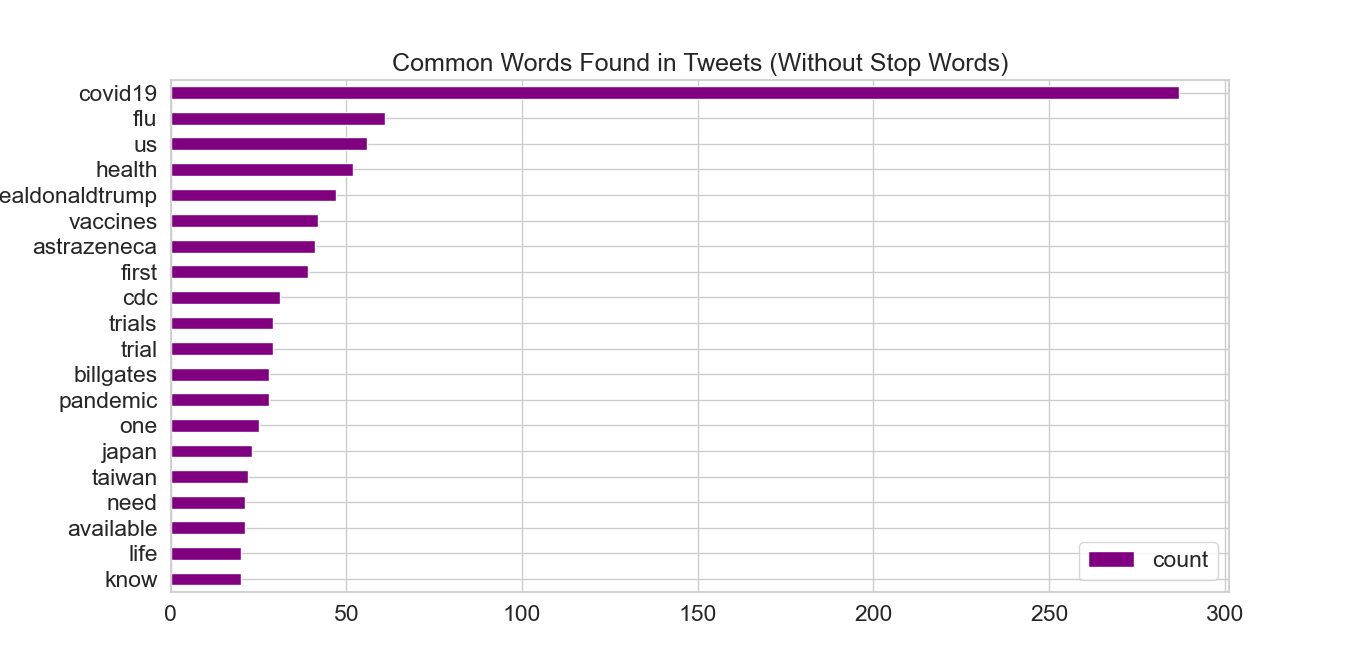 Common Words Found in Tweets (Without Stop Words)
covid19
flu
us
health
ealdonaldtrump
vaccines
astrazeneca
first
cdc
trials
trial
billgates
pandemic
one
japan
taiwan
need
available
life
know
count
0 50 100 150 200 250 300